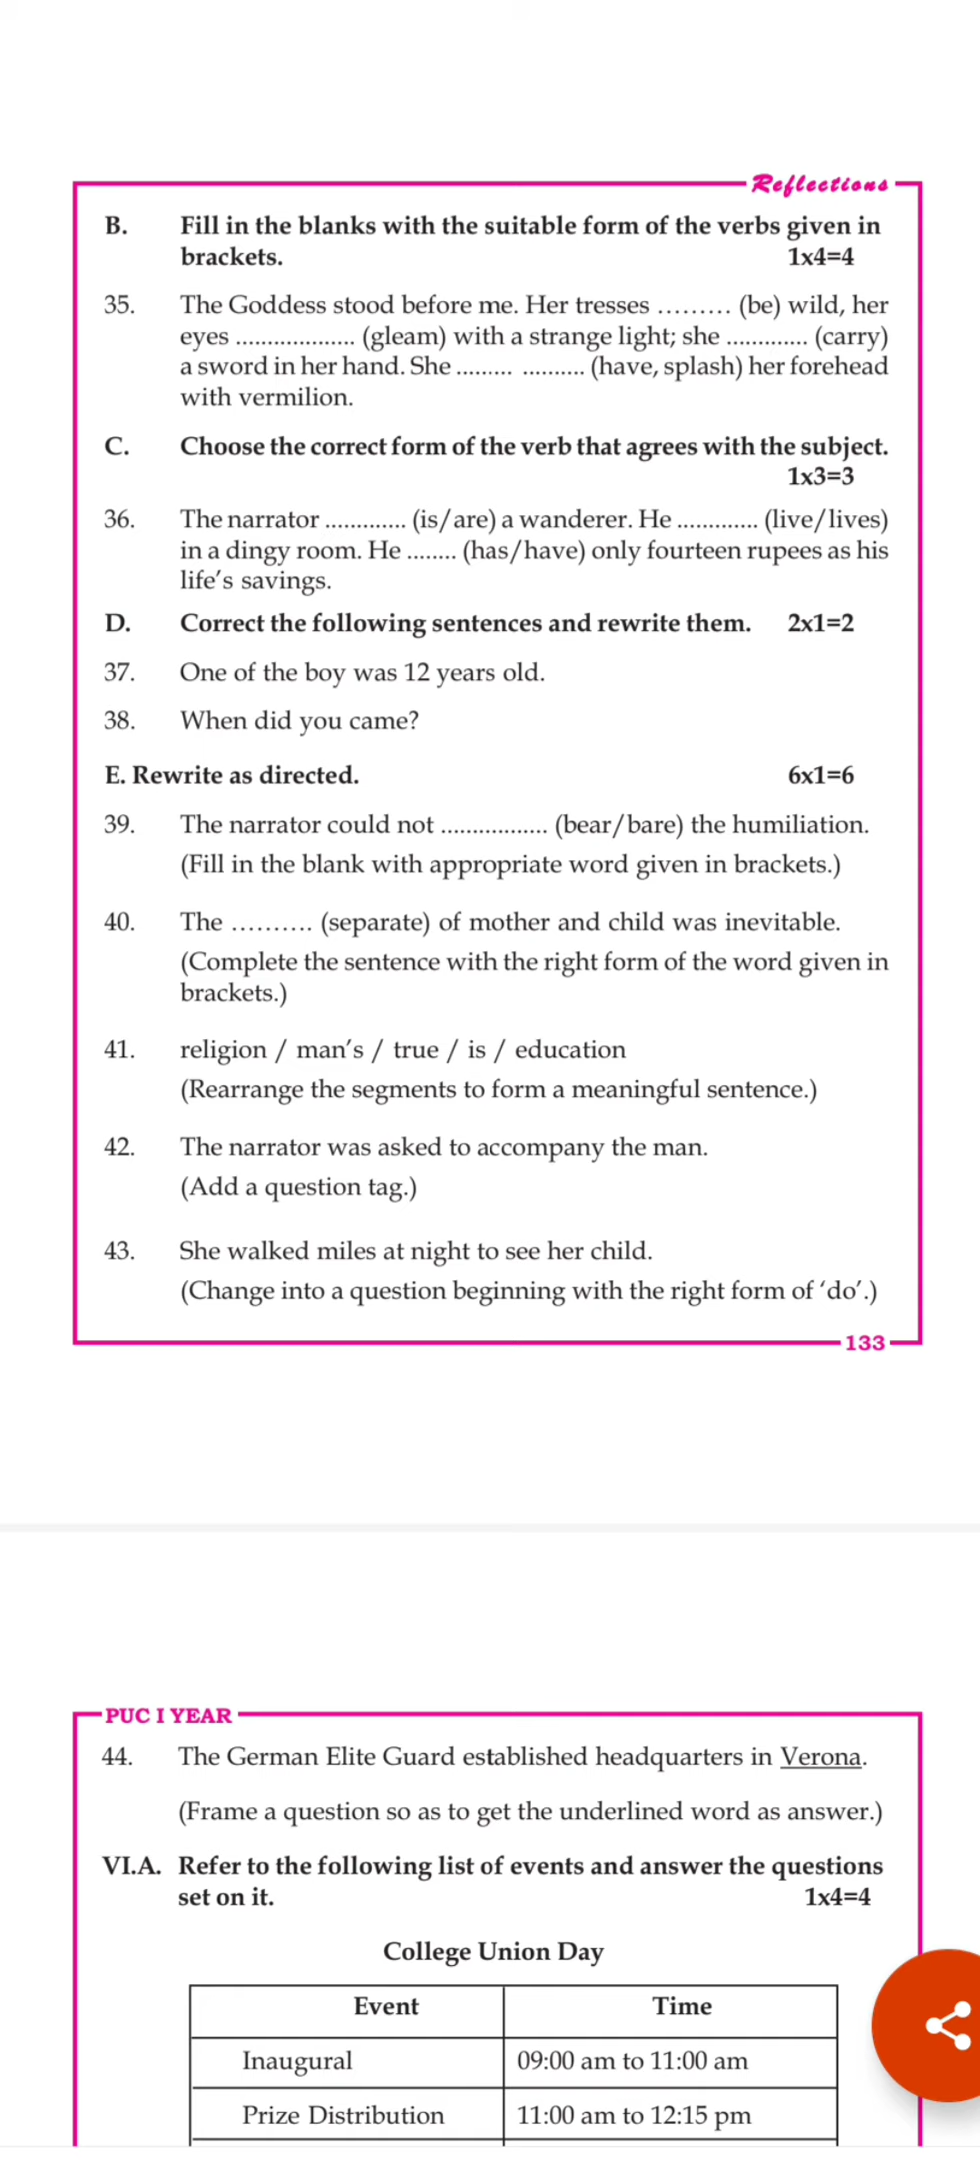 Reflections
B. Fill in the blanks with the suitable form of the verbs given in
brackets. 1x4=4
35. The Goddess stood before me. Her tresses ......... (be) wild, her
eyes ................... (gleam) with a strange light; she ............. (carry)
a sword in her hand. She ......... .......... (have, splash) her forehead
with vermilion.
C. Choose the correct form of the verb that agrees with the subject.
1x3=3
36. The narrator ............. (is/are) a wanderer. He ............. (live/lives)
in a dingy room. He ........ (has/have) only fourteen rupees as his
life's savings.
D. Correct the following sentences and rewrite them. 2x1=2
37. One of the boy was 12 years old.
38. When did you came?
E. Rewrite as directed. 6x1=6
39. The narrator could not ................. (bear/bare) the humiliation.
(Fill in the blank with appropriate word given in brackets.)
40. The .......... (separate) of mother and child was inevitable.
(Complete the sentence with the right form of the word given in
brackets.)
41. religion / man's / true / is / education
(Rearrange the segments to form a meaningful sentence.)
42. The narrator was asked to accompany the man.
(Add a question tag.)
43. She walked miles at night to see her child.
(Change into a question beginning with the right form of 'do'.)
133
PUC I YEAR
44. The German Elite Guard established headquarters in Verona.
(Frame a question so as to get the underlined word as answer.)
VI.A. Refer to the following list of events and answer the questions
set on it. 1x4=4
College Union Day
Event Time
Inaugural 09:00 am to 11:00 am
Prize Distribution 11:00 am to 12:15 pm